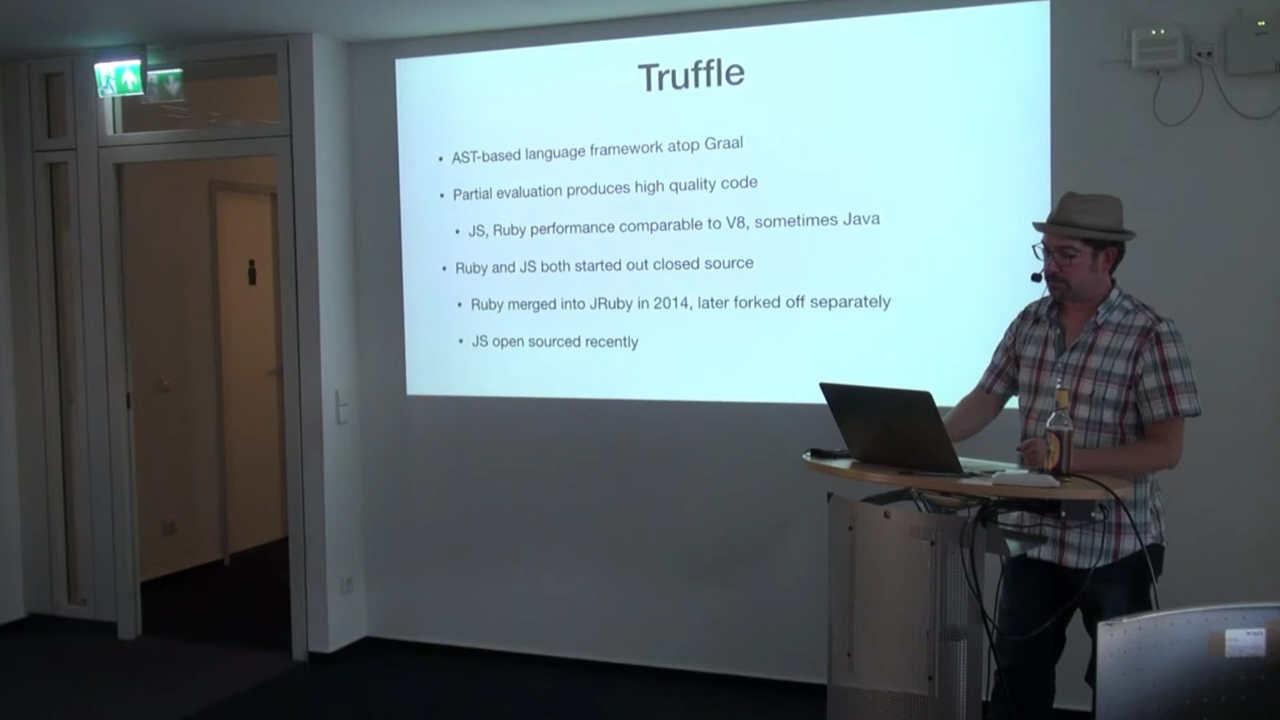 Truffle
• AST-based language framework atop Graal
• Partial evaluation produces high quality code
• JS, Ruby performance comparable to V8, sometimes Java
• Ruby and JS both started out closed source
• Ruby merged into JRuby in 2014, later forked off separately
• JS open sourced recently